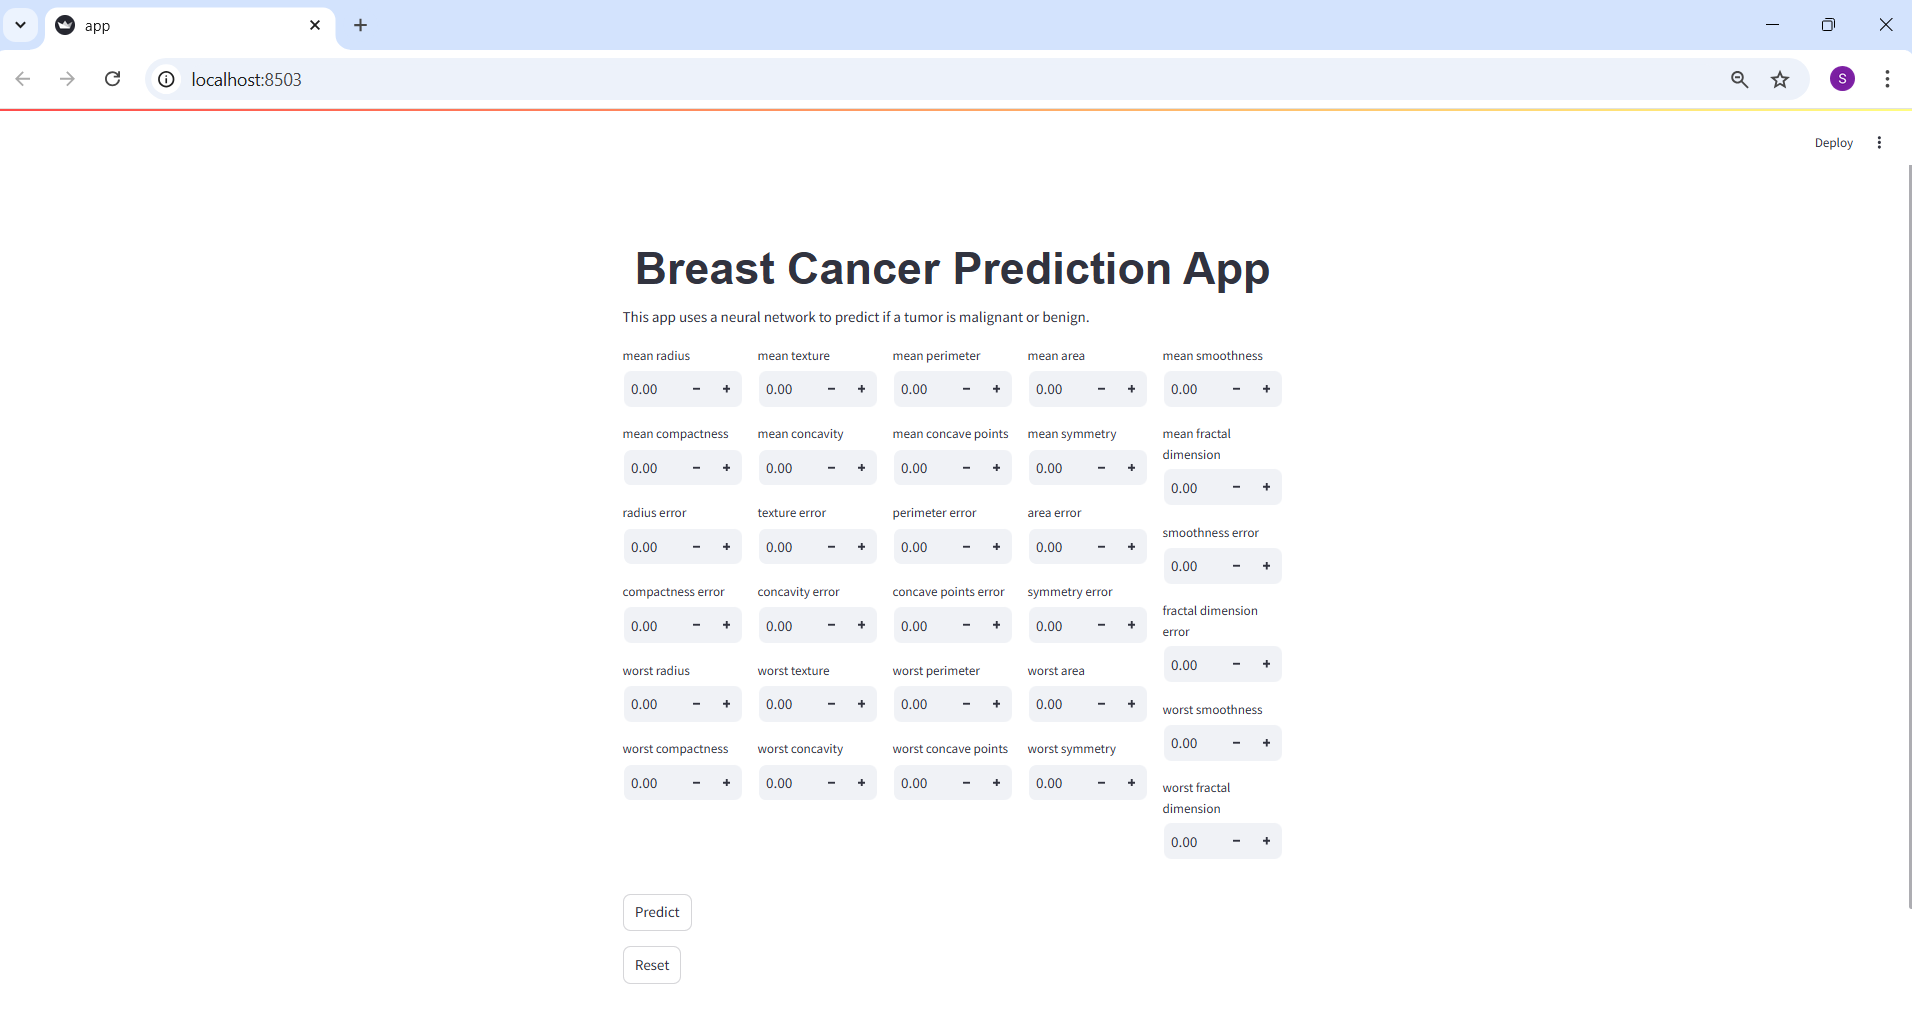 app
localhost:8503
S
Deploy
Breast Cancer Prediction App
This app uses a neural network to predict if a tumor is malignant or benign.
mean radius mean texture mean perimeter mean area mean smoothness
0.00 - + 0.00 - + 0.00 - + 0.00 - + 0.00 - +
mean compactness mean concavity mean concave points mean symmetry mean fractal
dimension
0.00 - + 0.00 - + 0.00 - + 0.00 - + 0.00 - +
radius error texture error perimeter error area error smoothness error
0.00 - + 0.00 - + 0.00 - + 0.00 - + 0.00 - +
compactness error concavity error concave points error symmetry error fractal dimension
error
0.00 - + 0.00 - + 0.00 - + 0.00 - + 0.00 - +
worst radius worst texture worst perimeter worst area worst smoothness
0.00 - + 0.00 - + 0.00 - + 0.00 - + 0.00 - +
worst compactness worst concavity worst concave points worst symmetry worst fractal
dimension
0.00 - + 0.00 - + 0.00 - + 0.00 - + 0.00 - +
Predict
Reset